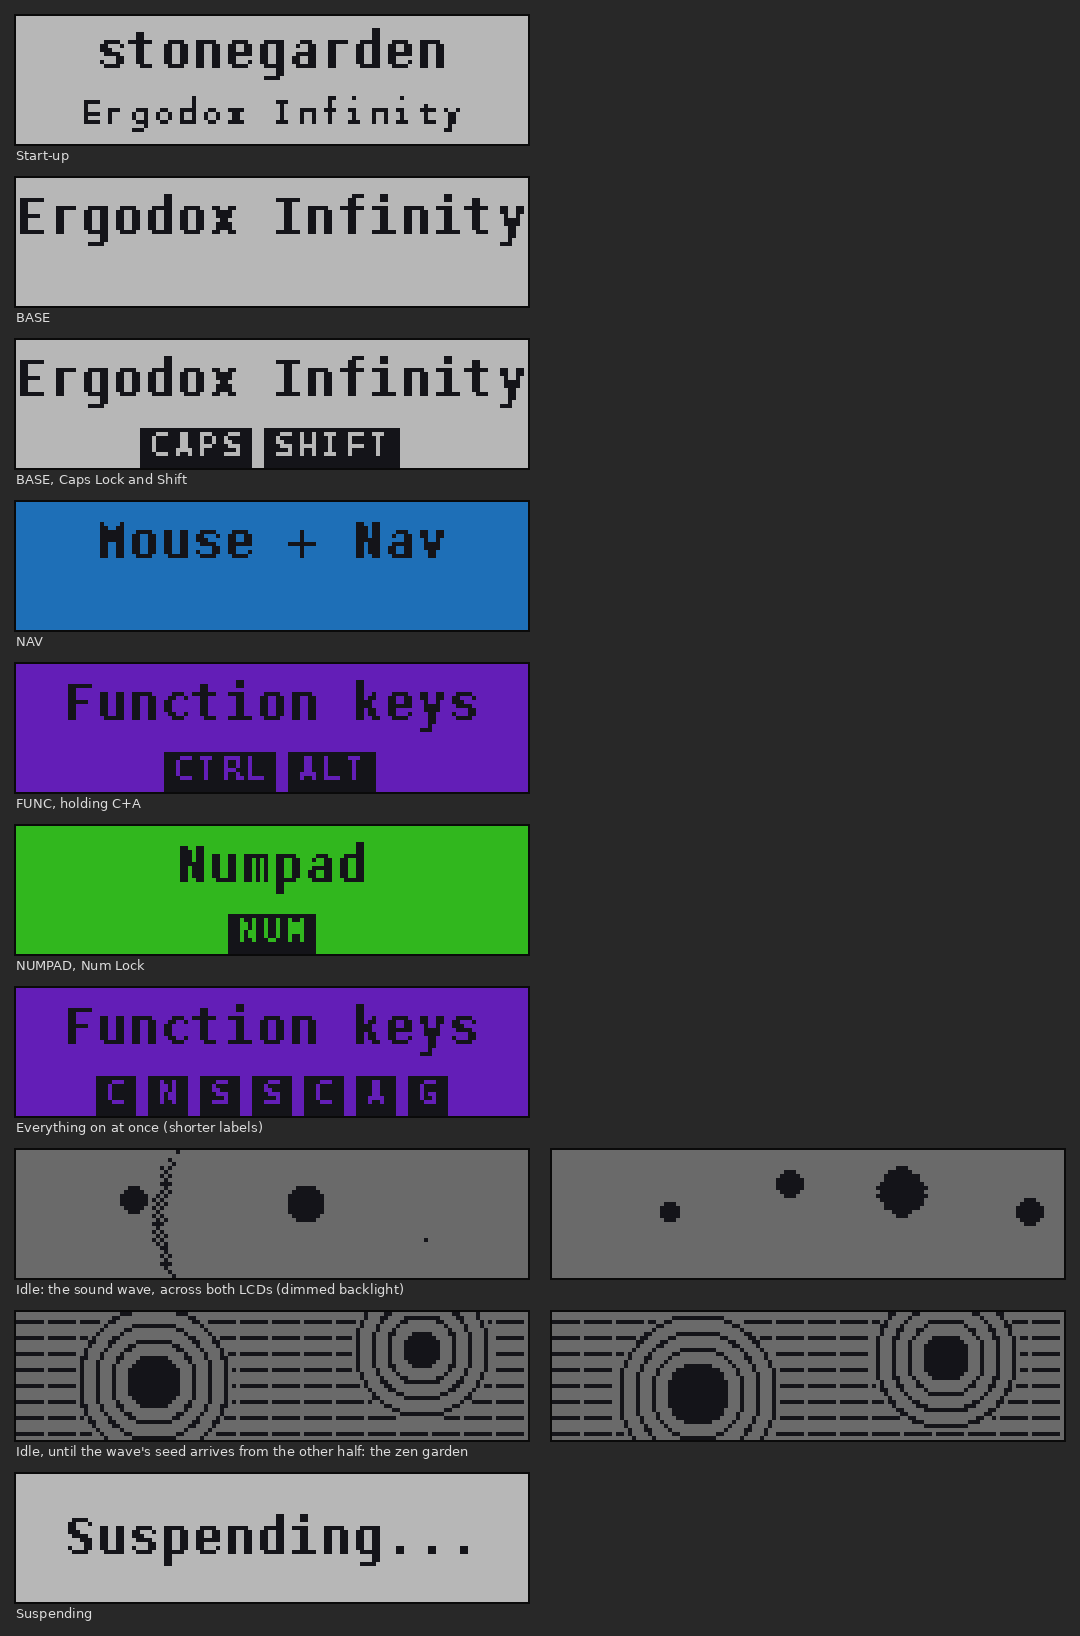 stonegarden
Ergodox Infinity
Start-up
Ergodox Infinity
BASE
Ergodox Infinity
CAPS SHIFT
BASE, Caps Lock and Shift
Mouse + Nav
NAV
Function keys
CTRL ALT
FUNC, holding C+A
Numpad
NUM
NUMPAD, Num Lock
Function keys
C N S S C A G
Everything on at once (shorter labels)
Idle: the sound wave, across both LCDs (dimmed backlight)
Idle, until the wave's seed arrives from the other half: the zen garden
Suspending...
Suspending